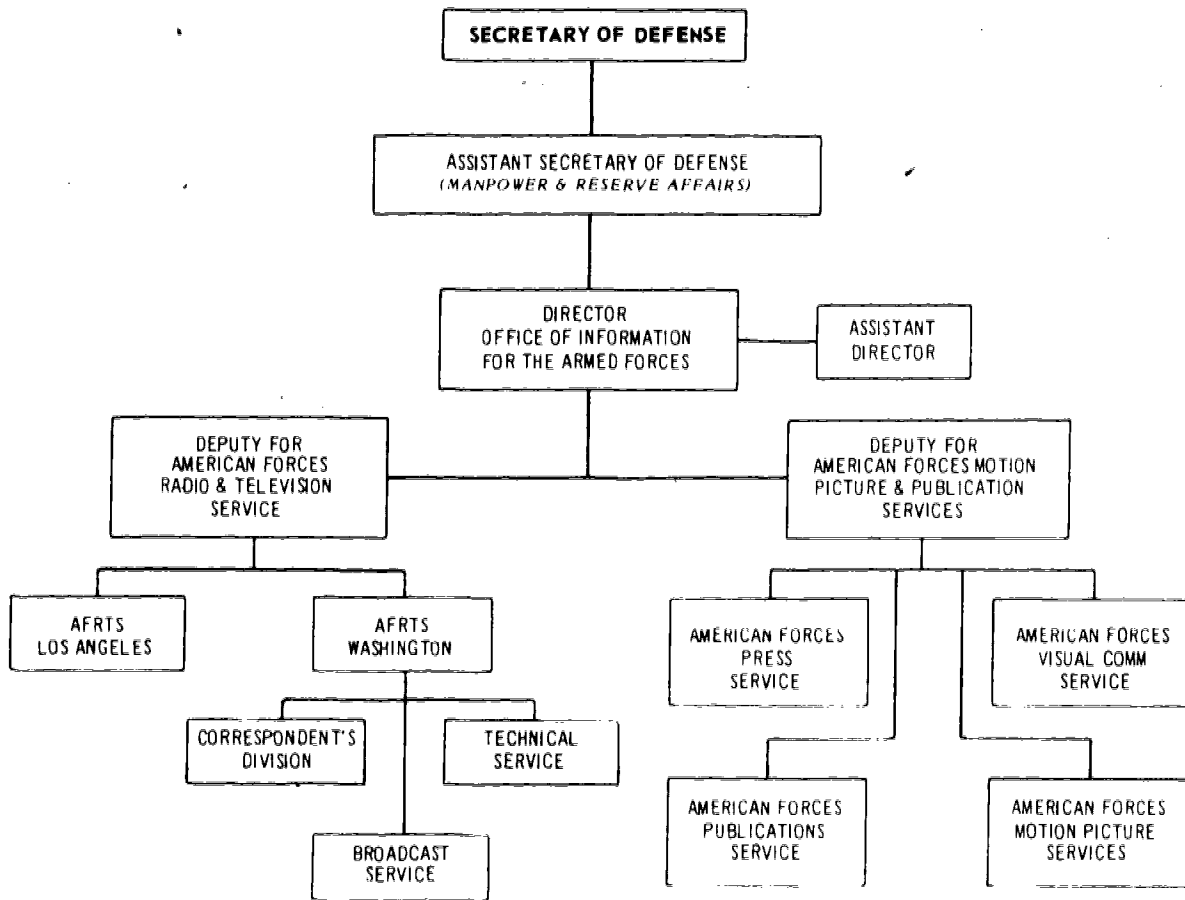 SECRETARY OF DEFENSE
ASSISTANT SECRETARY OF DEFENSE
(MANPOWER & RESERVE AFFAIRS)
DIRECTOR
OFFICE OF INFORMATION
FOR THE ARMED FORCES
ASSISTANT
DIRECTOR
DEPUTY FOR
AMERICAN FORCES
RADIO & TELEVISION
SERVICE
DEPUTY FOR
AMERICAN FORCES MOTION
PICTURE & PUBLICATION
SERVICES
AFRTS
LOS ANGELES
AFRTS
WASHINGTON
AMERICAN FORCES
PRESS
SERVICE
AMERICAN FORCES
VISUAL COMM
SERVICE
CORRESPONDENT'S
DIVISION
TECHNICAL
SERVICE
AMERICAN FORCES
PUBLICATIONS
SERVICE
AMERICAN FORCES
MOTION PICTURE
SERVICES
BROADCAST
SERVICE